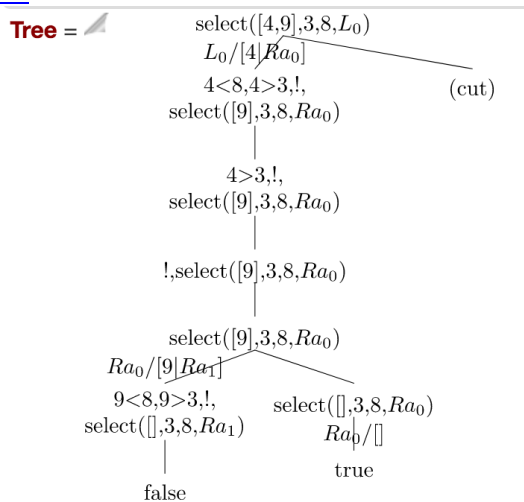 Tree =
select([4,9],3,8,L₀)
L₀/[4|Ra₀]
4<8,4>3,!,
(cut)
select([9],3,8,Ra₀)
4>3,!,
select([9],3,8,Ra₀)
!,select([9],3,8,Ra₀)
select([9],3,8,Ra₀)
Ra₀/[9|Ra₁]
9<8,9>3,!,
select([],3,8,Ra₀)
select([],3,8,Ra₁)
Ra₀/[]
true
false